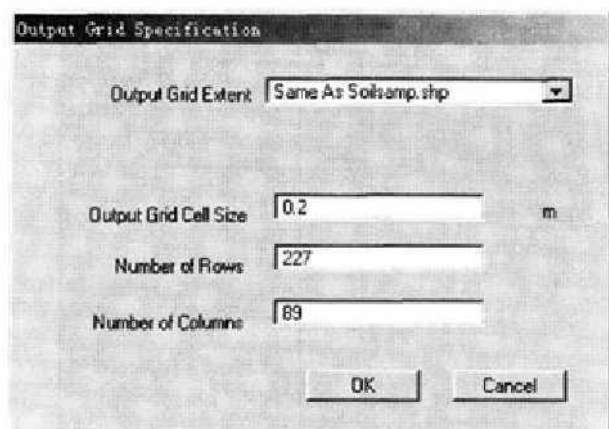 Output Grid Specification
Output Grid Extent Same As Soilsamp.shp
Output Grid Cell Size 0.2 m
Number of Rows 227
Number of Columns 89
OK Cancel